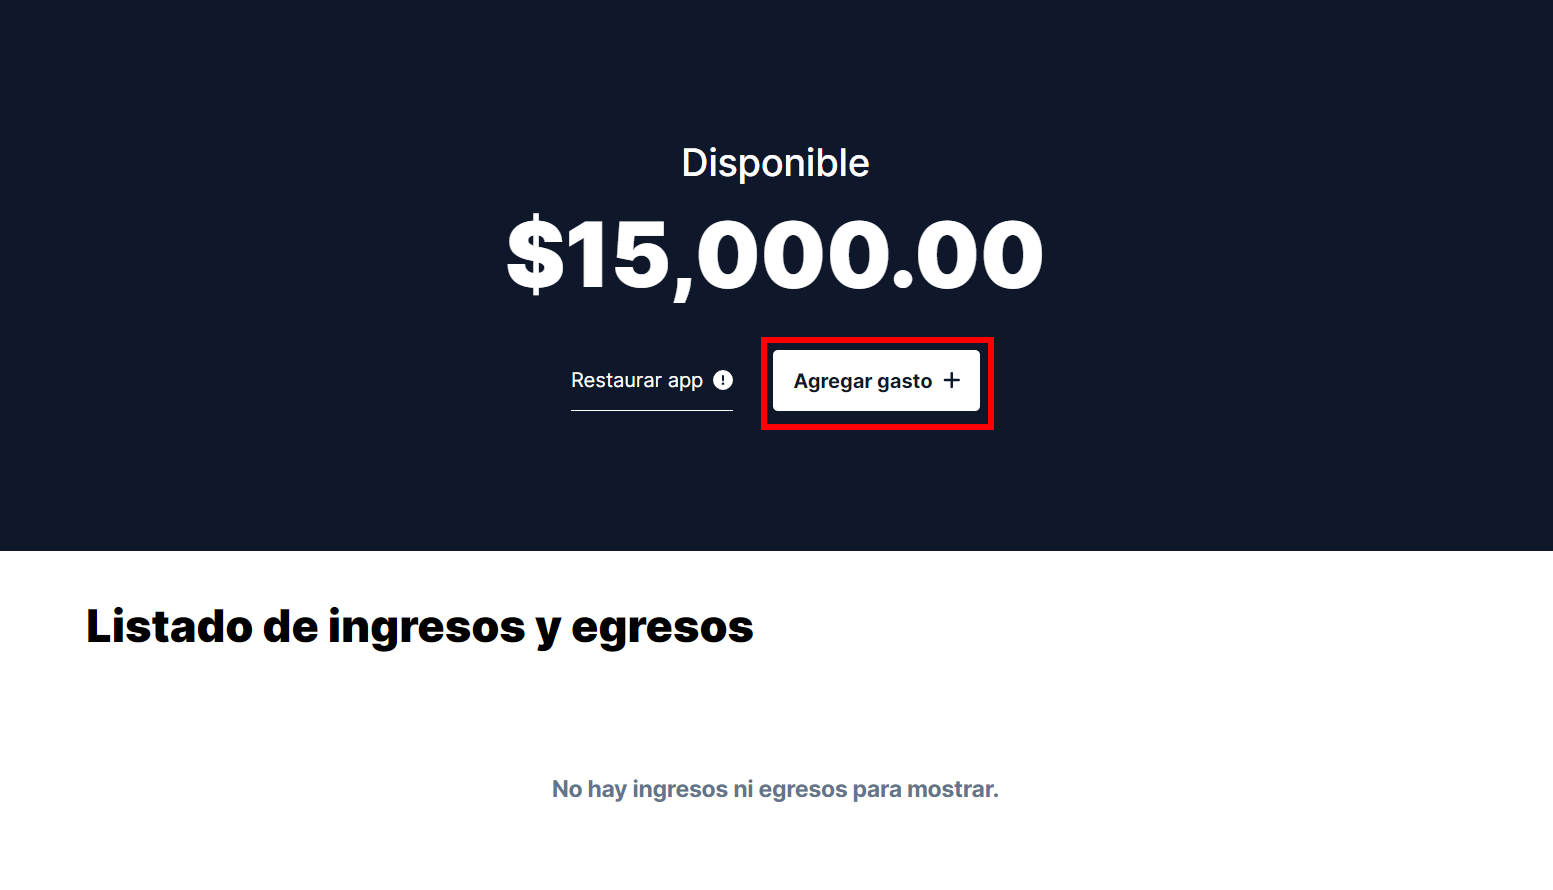 Disponible
$15,000.00
Restaurar app
Agregar gasto +
Listado de ingresos y egresos
No hay ingresos ni egresos para mostrar.